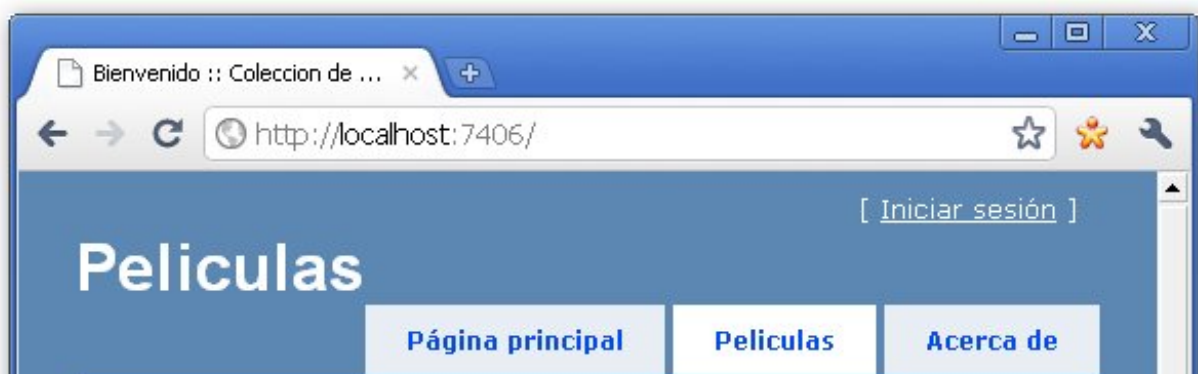 Bienvenido :: Coleccion de ...
http://localhost:7406/
[ Iniciar sesión ]
Peliculas
Página principal Peliculas Acerca de